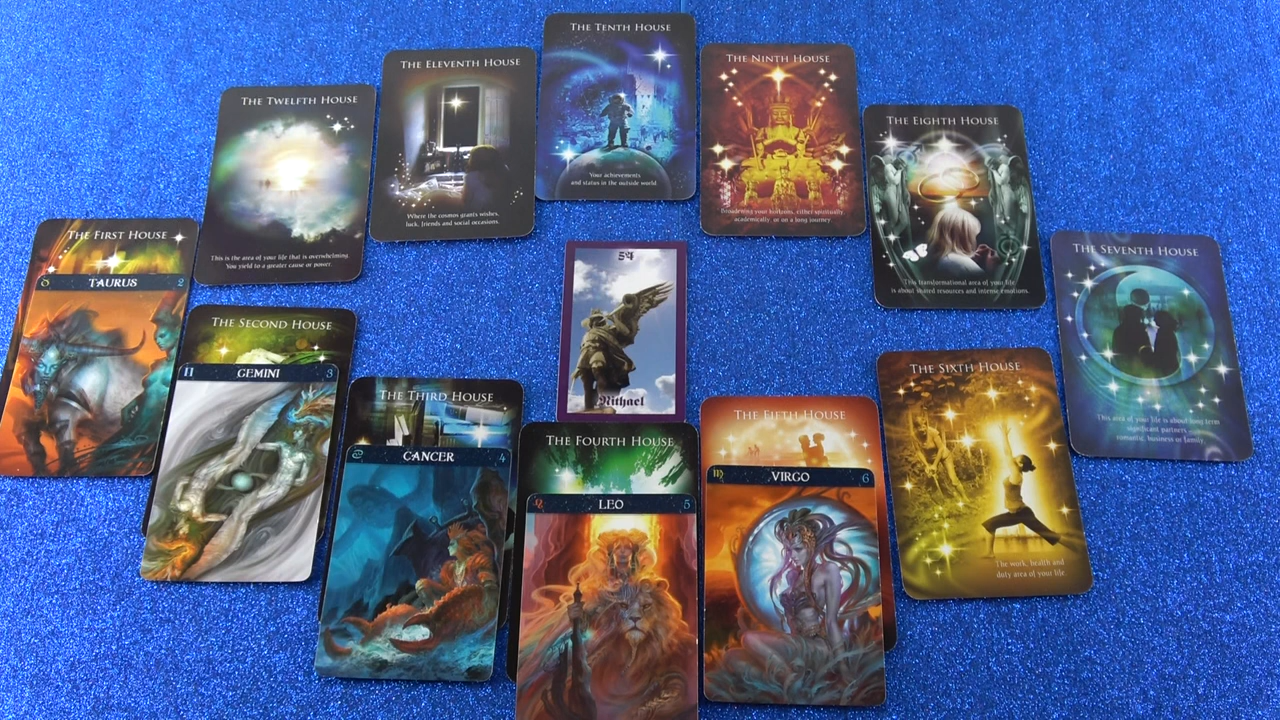 THE TENTH HOUSE
Your achievements
and status in the outside world.
THE ELEVENTH HOUSE
Where the cosmos grants wishes,
luck, friends and social occasions.
THE NINTH HOUSE
Broadening your horizons, either spiritually,
academically, or on a long journey
THE TWELFTH HOUSE
This is the area of your life that is overwhelming.
You yield to a greater cause or power.
THE EIGHTH HOUSE
This transformational area of your life
is about shared resources and intense emotions.
THE FIRST HOUSE
♉ TAURUS 2
THE SEVENTH HOUSE
This area of your life is about long term
significant partners
romantic, business or family.
54
Nithael
THE SECOND HOUSE
♊ GEMINI 3
THE THIRD HOUSE
♋ CANCER 4
THE FOURTH HOUSE
♌ LEO 5
THE FIFTH HOUSE
♍ VIRGO 6
THE SIXTH HOUSE
The work, health and
duty area of your life.